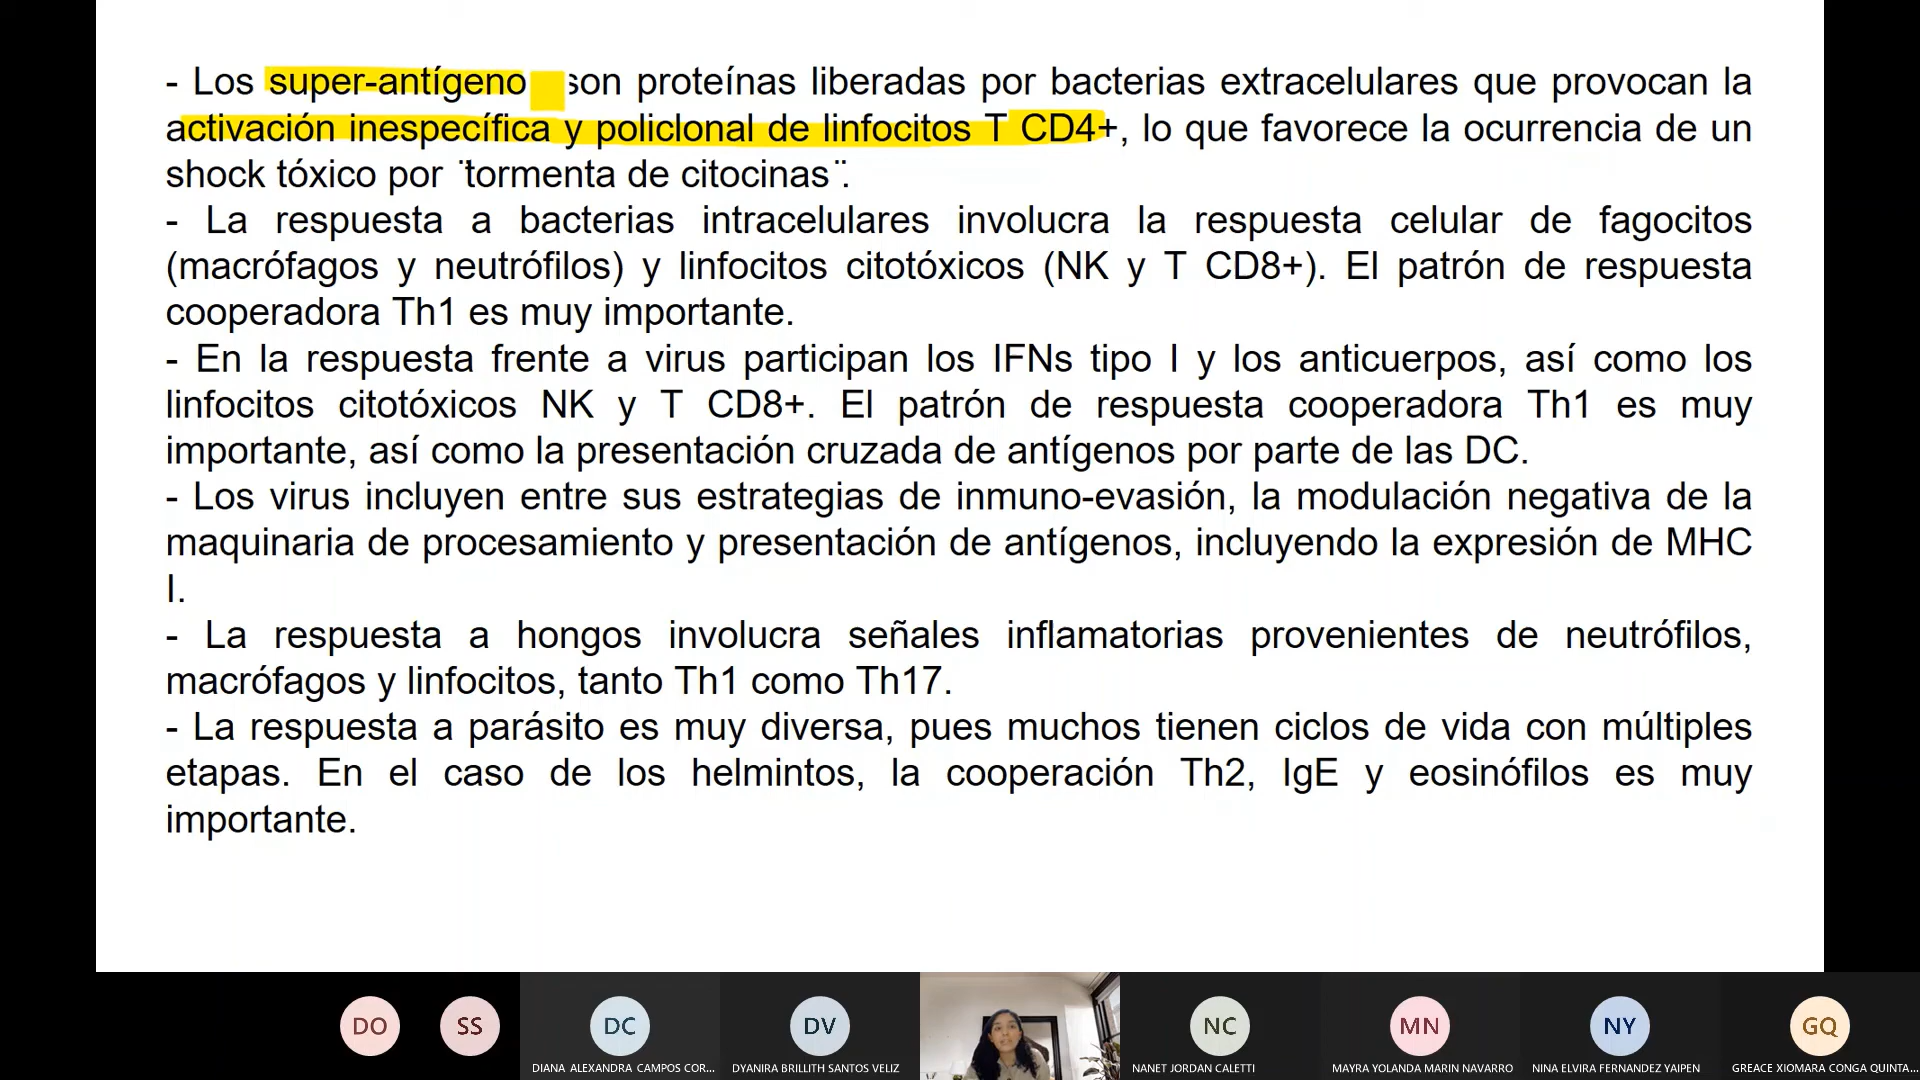 - Los super-antígeno son proteínas liberadas por bacterias extracelulares que provocan la
activación inespecífica y policlonal de linfocitos T CD4+, lo que favorece la ocurrencia de un
shock tóxico por ¨tormenta de citocinas¨.
- La respuesta a bacterias intracelulares involucra la respuesta celular de fagocitos
(macrófagos y neutrófilos) y linfocitos citotóxicos (NK y T CD8+). El patrón de respuesta
cooperadora Th1 es muy importante.
- En la respuesta frente a virus participan los IFNs tipo I y los anticuerpos, así como los
linfocitos citotóxicos NK y T CD8+. El patrón de respuesta cooperadora Th1 es muy
importante, así como la presentación cruzada de antígenos por parte de las DC.
- Los virus incluyen entre sus estrategias de inmuno-evasión, la modulación negativa de la
maquinaria de procesamiento y presentación de antígenos, incluyendo la expresión de MHC
I.
- La respuesta a hongos involucra señales inflamatorias provenientes de neutrófilos,
macrófagos y linfocitos, tanto Th1 como Th17.
- La respuesta a parásito es muy diversa, pues muchos tienen ciclos de vida con múltiples
etapas. En el caso de los helmintos, la cooperación Th2, IgE y eosinófilos es muy
importante.
DO SS DC DV NC MN NY GQ
DIANA ALEXANDRA CAMPOS COR... DYANIRA BRILLITH SANTOS VELIZ NANET JORDAN CALETTI MAYRA YOLANDA MARIN NAVARRO NINA ELVIRA FERNANDEZ YAIPEN GREACE XIOMARA CONGA QUINTA...